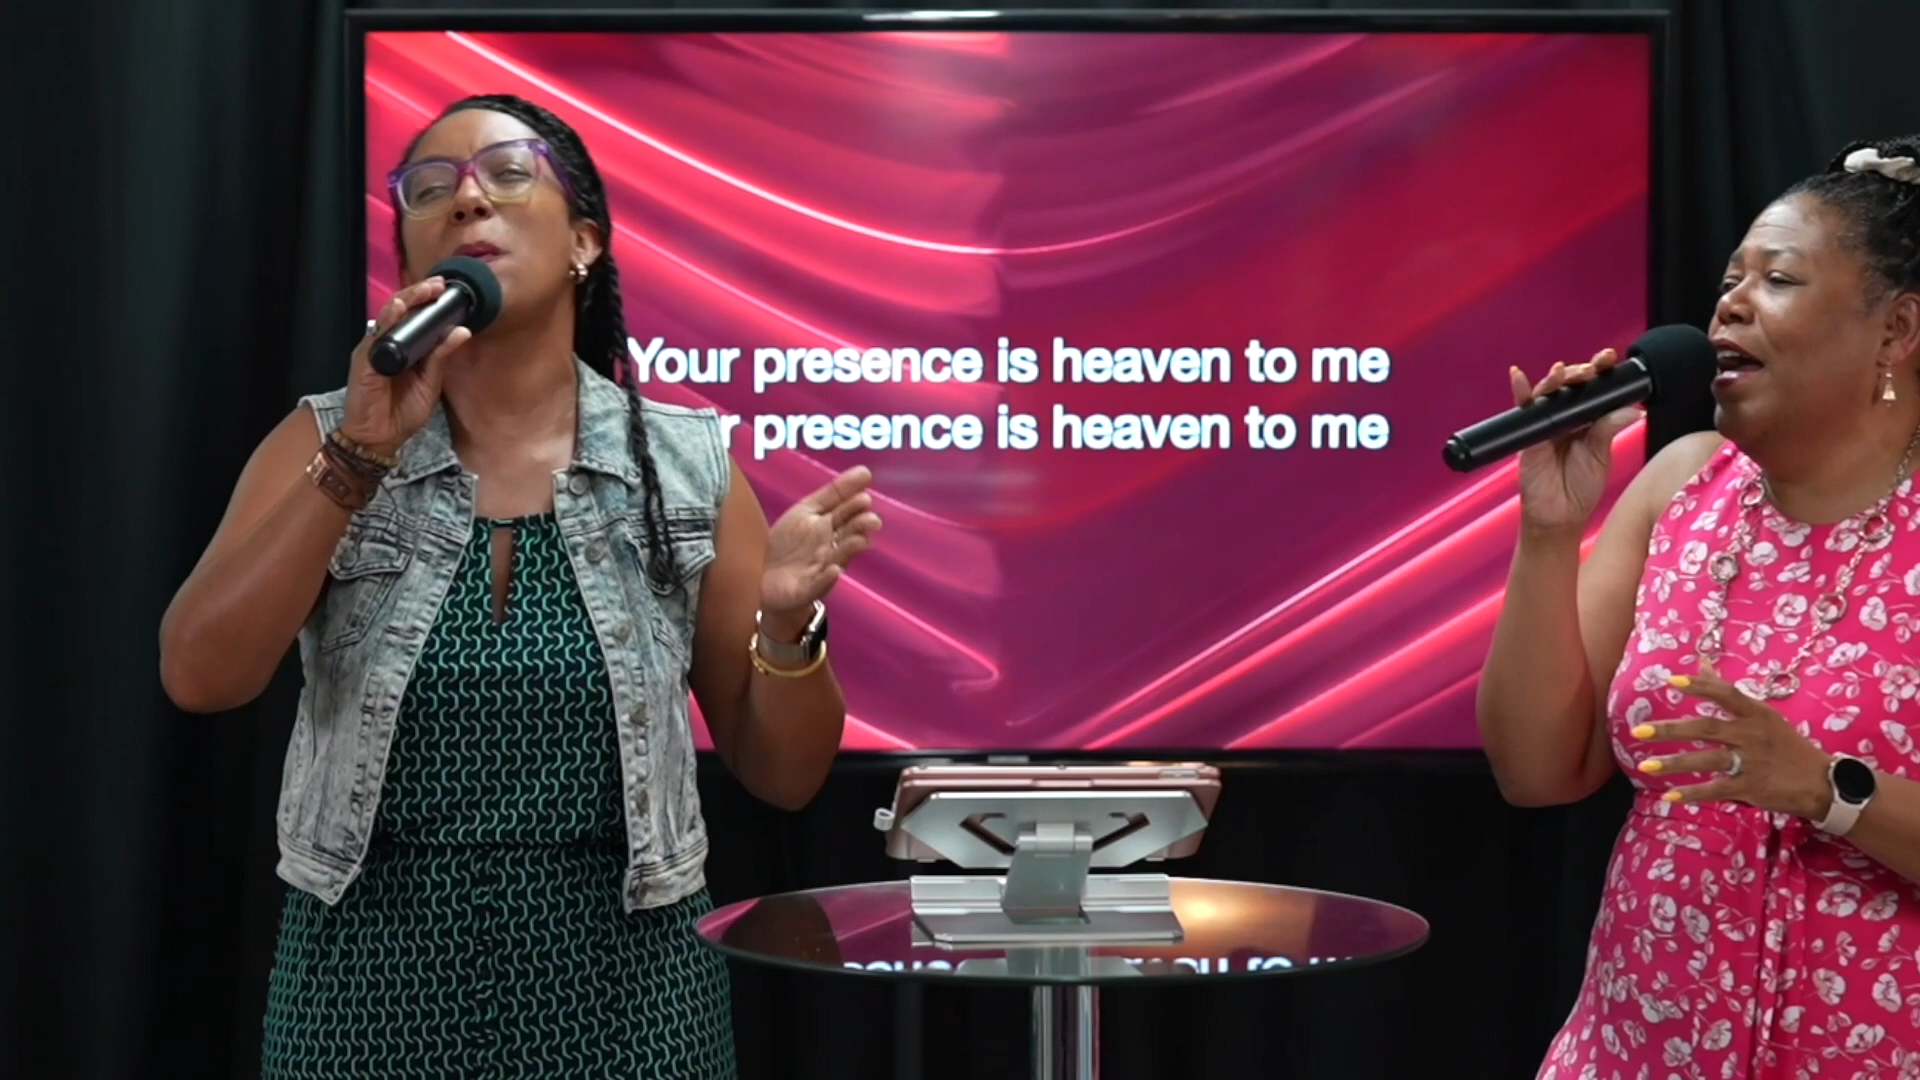 Your presence is heaven to me
r presence is heaven to me